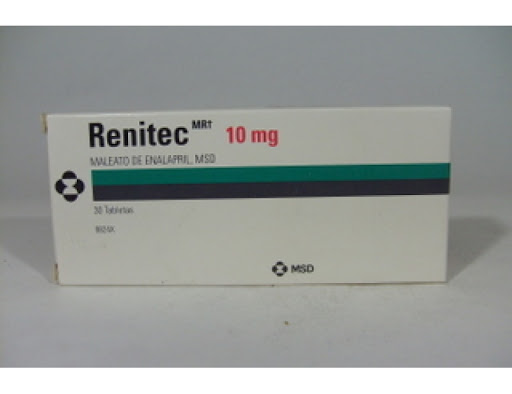 Renitec MR† 10 mg
MALEATO DE ENALAPRIL, MSD
30 Tabletas
MSD